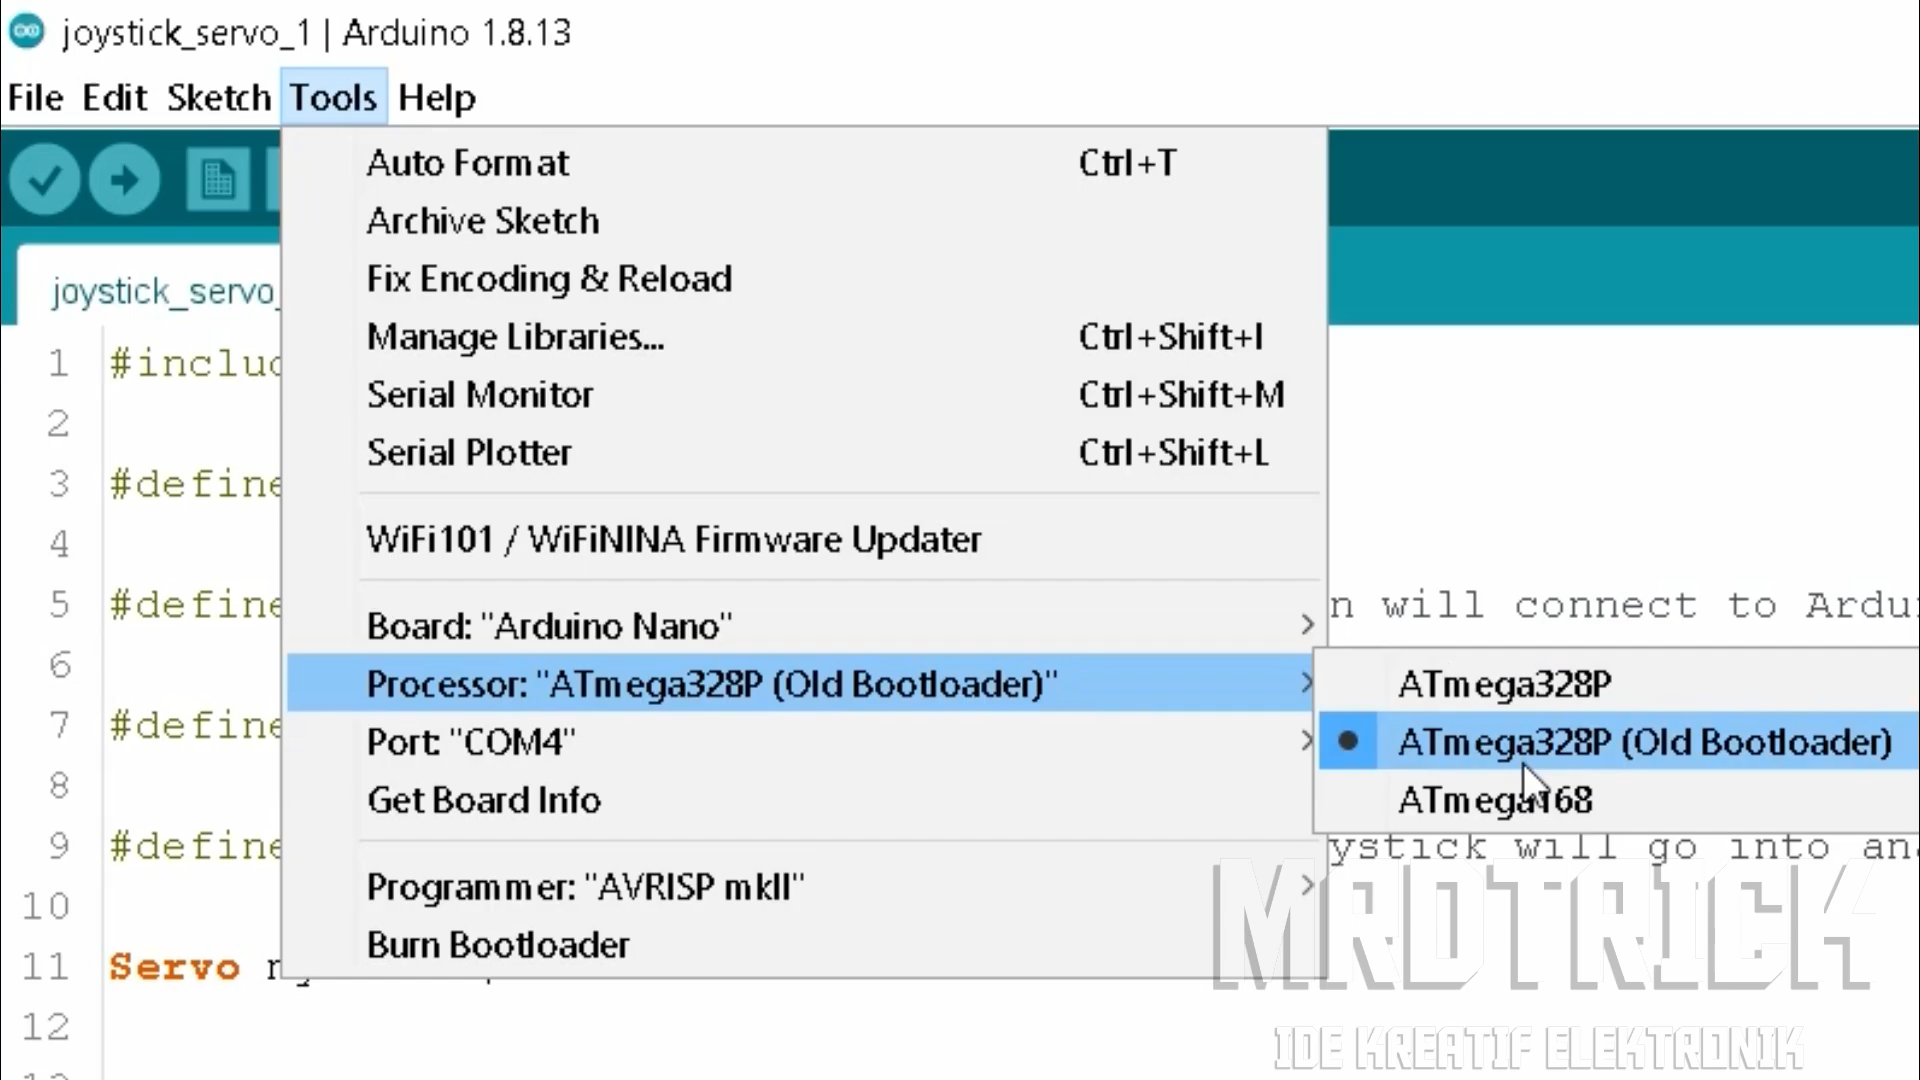 joystick_servo_1 | Arduino 1.8.13
File Edit Sketch Tools Help
Auto Format Ctrl+T
Archive Sketch
Fix Encoding & Reload
Manage Libraries... Ctrl+Shift+I
Serial Monitor Ctrl+Shift+M
Serial Plotter Ctrl+Shift+L
WiFi101 / WiFiNINA Firmware Updater
Board: "Arduino Nano"
Processor: "ATmega328P (Old Bootloader)"
Port: "COM4"
Get Board Info
Programmer: "AVRISP mkII"
Burn Bootloader
ATmega328P
ATmega328P (Old Bootloader)
ATmega168
joystick_servo_
1 #includ
2
3 #define
4
5 #define n will connect to Ardu
6
7 #define
8
9 #define ystick will go into an
10
11 Servo
12
MRDTRICK
IDE KREATIF ELEKTRONIK